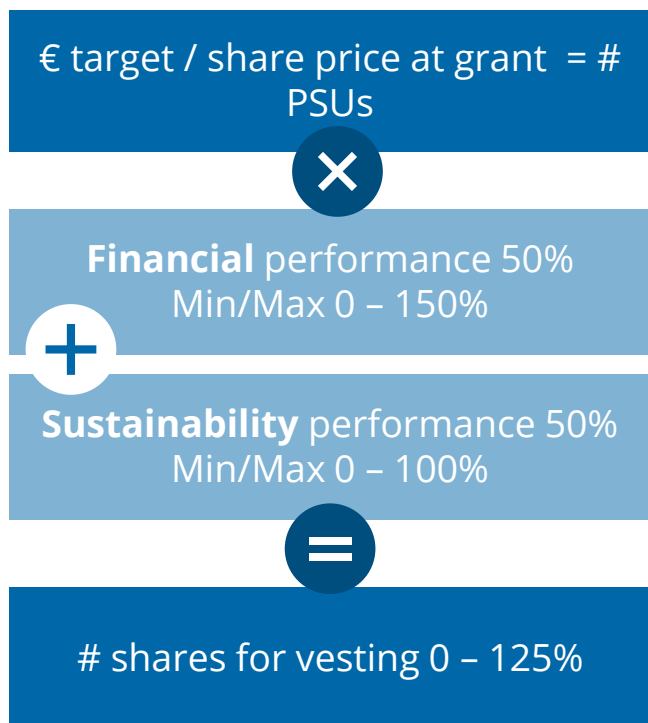 € target / share price at grant  = #
PSUs
×
Financial performance 50%
Min/Max 0 – 150%
+
Sustainability performance 50%
Min/Max 0 – 100%
=
# shares for vesting 0 – 125%